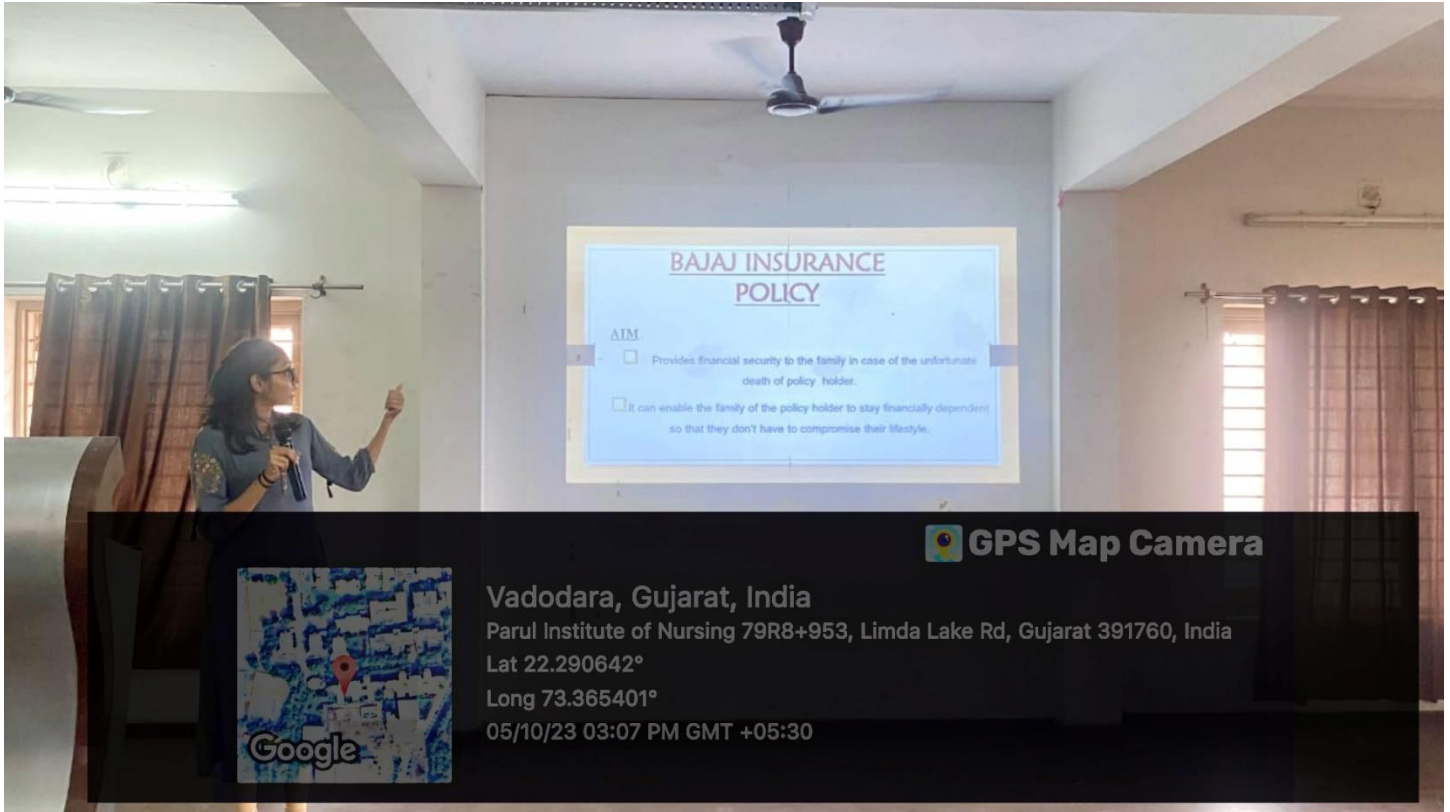 BAJAJ INSURANCE
POLICY
AIM
Provides financial security to the family in case of the unfortunate
death of policy holder.
It can enable the family of the policy holder to stay financially dependent
so that they don't have to compromise their lifestyle.
GPS Map Camera
Vadodara, Gujarat, India
Parul Institute of Nursing 79R8+953, Limda Lake Rd, Gujarat 391760, India
Lat 22.290642°
Long 73.365401°
05/10/23 03:07 PM GMT +05:30
Google